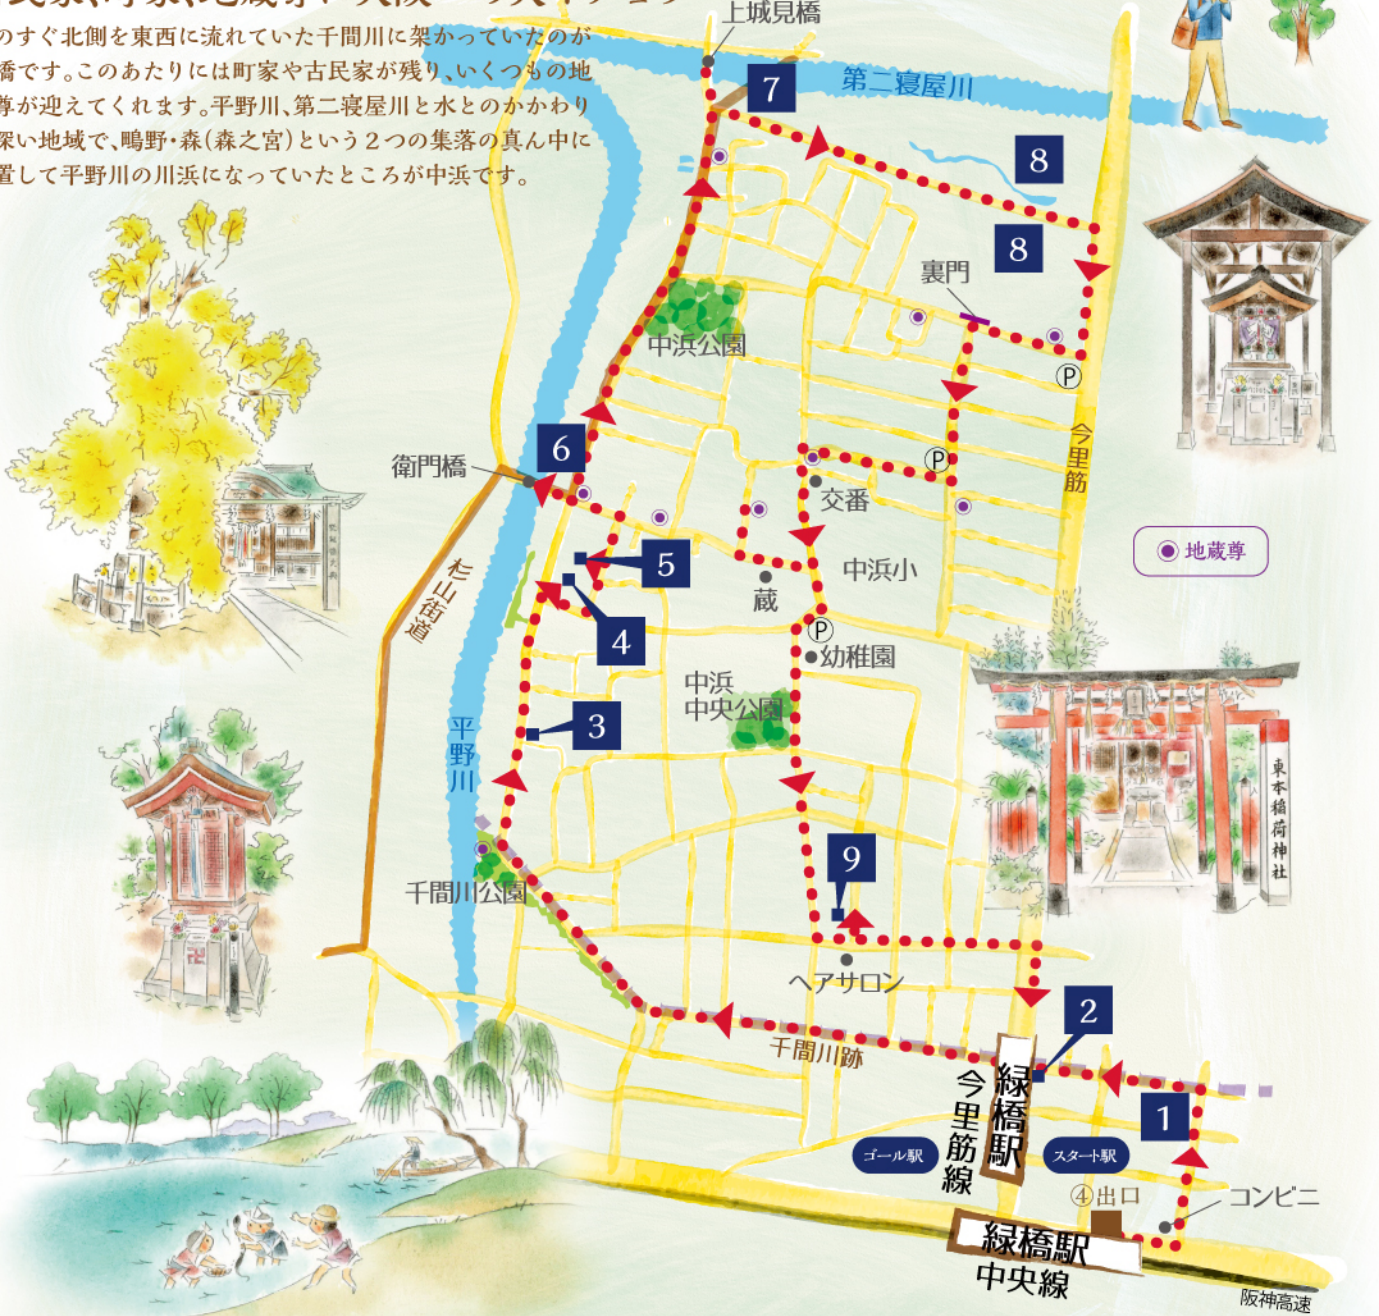 のすぐ北側を東西に流れていた千間川に架かっていたのが
橋です。このあたりには町家や古民家が残り、いくつもの地
尊が迎えてくれます。平野川、第二寝屋川と水とのかかわり
深い地域で、鴫野・森(森之宮)という2つの集落の真ん中に
置して平野川の川浜になっていたところが中浜です。
上城見橋
7
第二寝屋川
8
8
裏門
中浜公園
P
今里筋
6
衛門橋
P
交番
地蔵尊
5
中浜小
蔵
杉山街道
4
P
幼稚園
中浜
中央公園
3
平野川
東本稲荷神社
9
千間川公園
ヘアサロン
2
千間川跡
緑橋駅
今里筋線
1
ゴール駅
スタート駅
④出口
コンビニ
緑橋駅
中央線
阪神高速